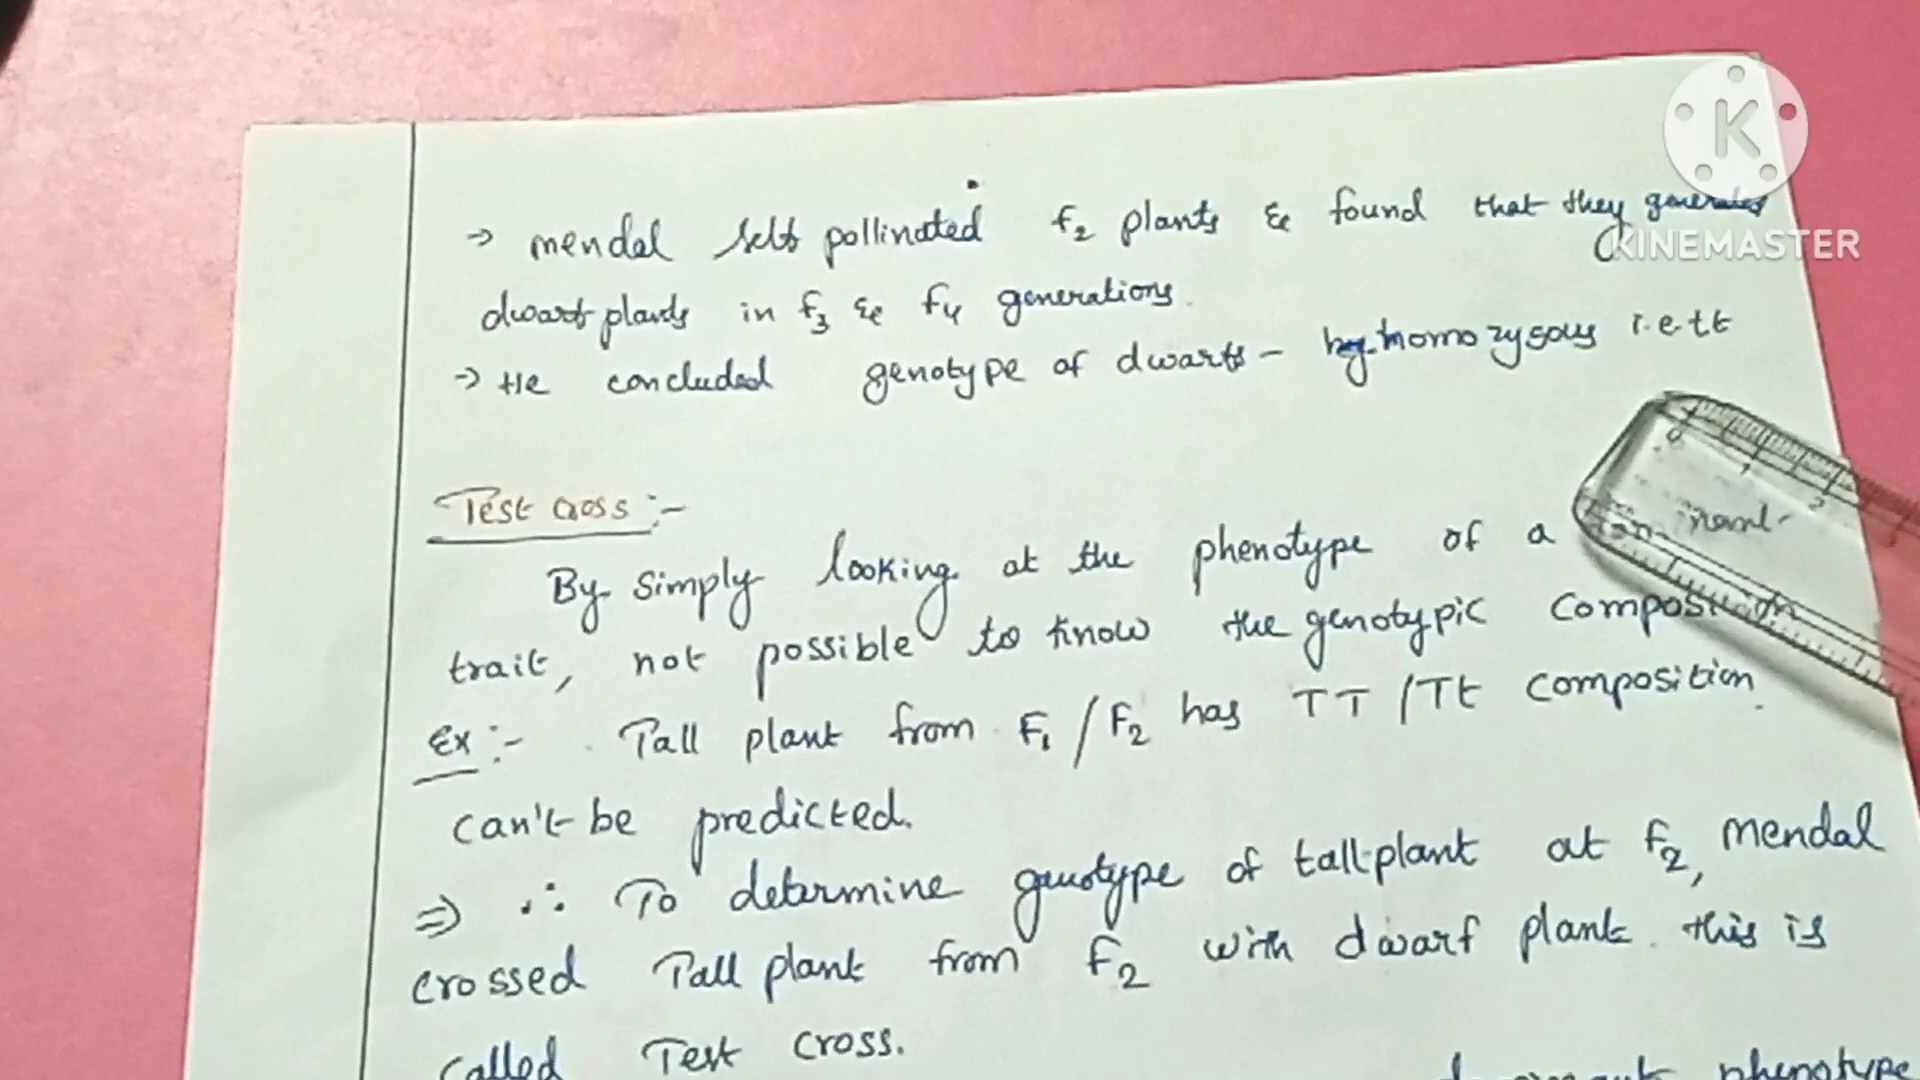 → mendal self pollinated F2 plants & found that they generates
KINEMASTER
dwarf plants in F3 & F4 generations.
→ He concluded genotype of dwarfs - homozygous i.e tt
Test cross :-
By simply looking at the phenotype of a
trait, not possible to know the genotypic composition
Ex :- Tall plant from F1 / F2 has TT / Tt composition
can't be predicted.
⇒ ∴ To determine genotype of tall plant at F2, mendal
crossed Tall plant from F2 with dwarf plant. this is
called Test cross.
phenotype